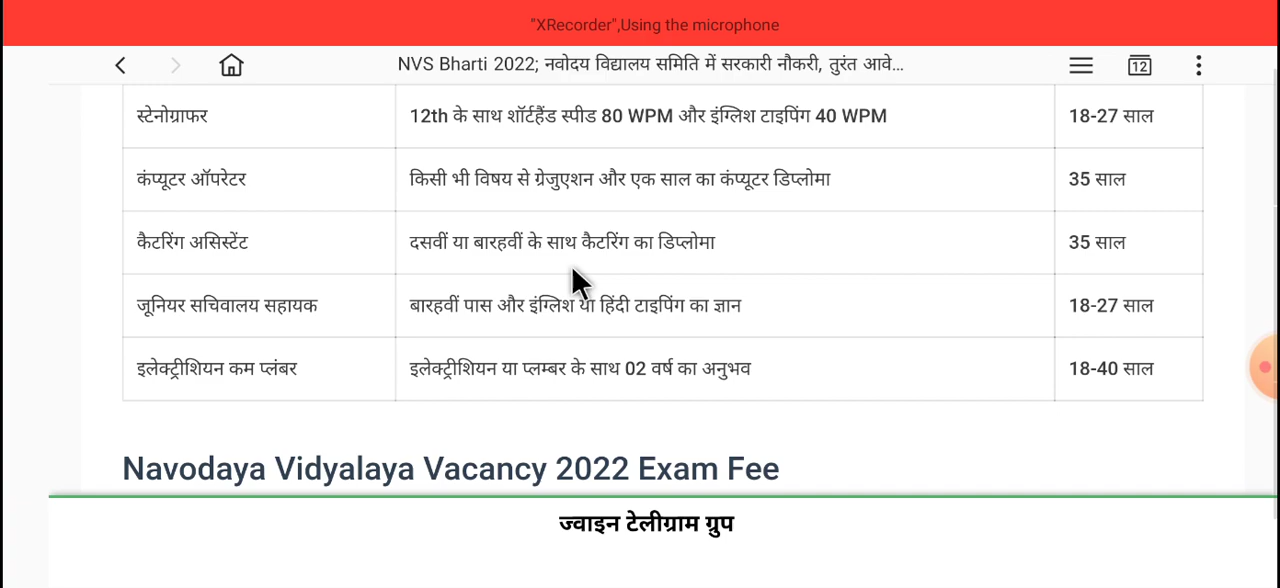 "XRecorder",Using the microphone
NVS Bharti 2022; नवोदय विद्यालय समिति में सरकारी नौकरी, तुरंत आवे...
12
स्टेनोग्राफर 12th के साथ शॉर्टहैंड स्पीड 80 WPM और इंग्लिश टाइपिंग 40 WPM 18-27 साल
कंप्यूटर ऑपरेटर किसी भी विषय से ग्रेजुएशन और एक साल का कंप्यूटर डिप्लोमा 35 साल
कैटरिंग असिस्टेंट दसवीं या बारहवीं के साथ कैटरिंग का डिप्लोमा 35 साल
जूनियर सचिवालय सहायक बारहवीं पास और इंग्लिश या हिंदी टाइपिंग का ज्ञान 18-27 साल
इलेक्ट्रीशियन कम प्लंबर इलेक्ट्रीशियन या प्लम्बर के साथ 02 वर्ष का अनुभव 18-40 साल
Navodaya Vidyalaya Vacancy 2022 Exam Fee
ज्वाइन टेलीग्राम ग्रुप